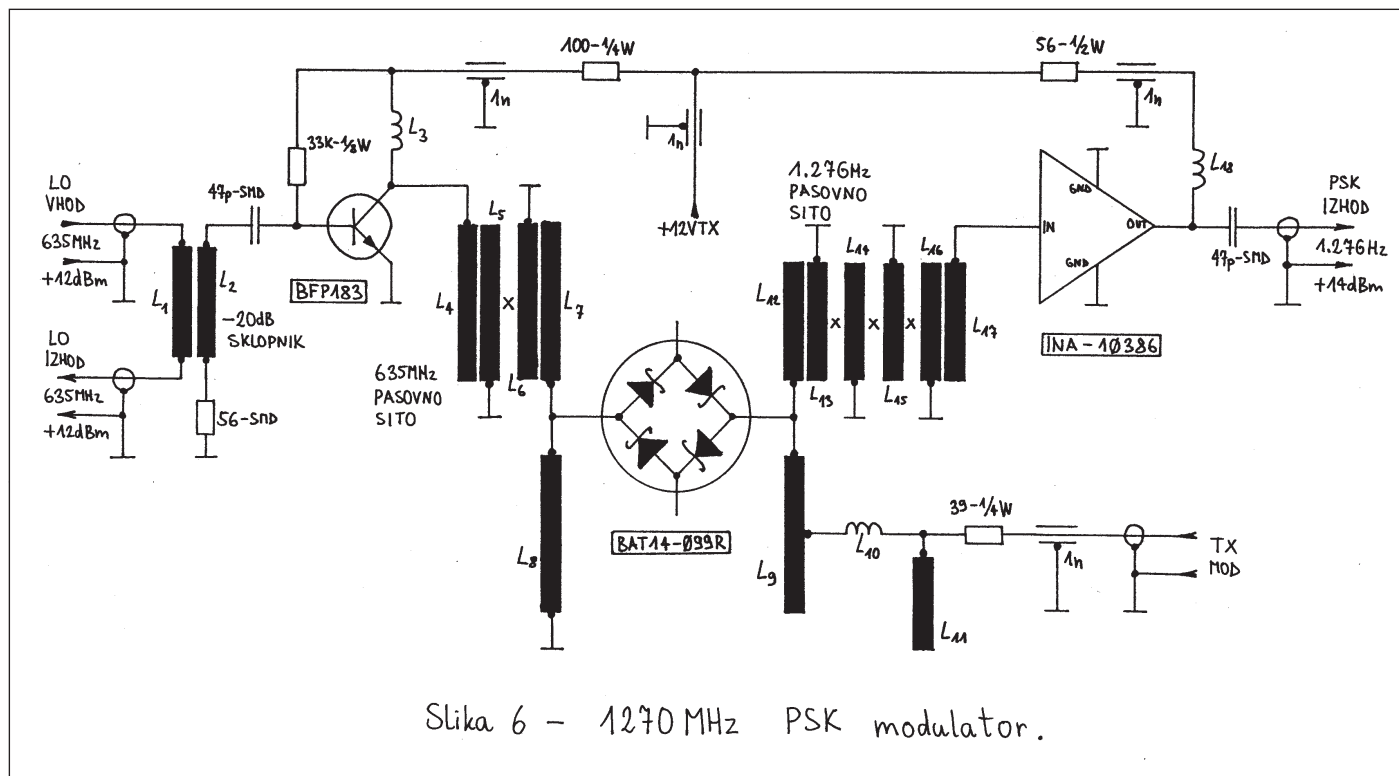 100-1/4W
56-1/2W
1n
1n
L3
33K-1/8W
1n
L18
47p-SMD
1.27GHz
PASOVNO
SITO
LO
VHOD
635MHz
+12dBm
+12VTX
GND
IN
OUT
GND
PSK
IZHOD
1.27GHz
+14dBm
47p-SMD
BFP183
INA-10386
L1
L2
-20dB
SKLOPNIK
L5
L4
L7
L6
L14
L16
L12
L17
L13
L15
LO
IZHOD
635MHz
+12dBm
56-SMD
635MHz
PASOVNO
SITO
BAT14-099R
39-1/4W
L10
1n
TX
MOD
L8
L9
L11
x
x
x
x
Slika 6 - 1270 MHz PSK modulator.